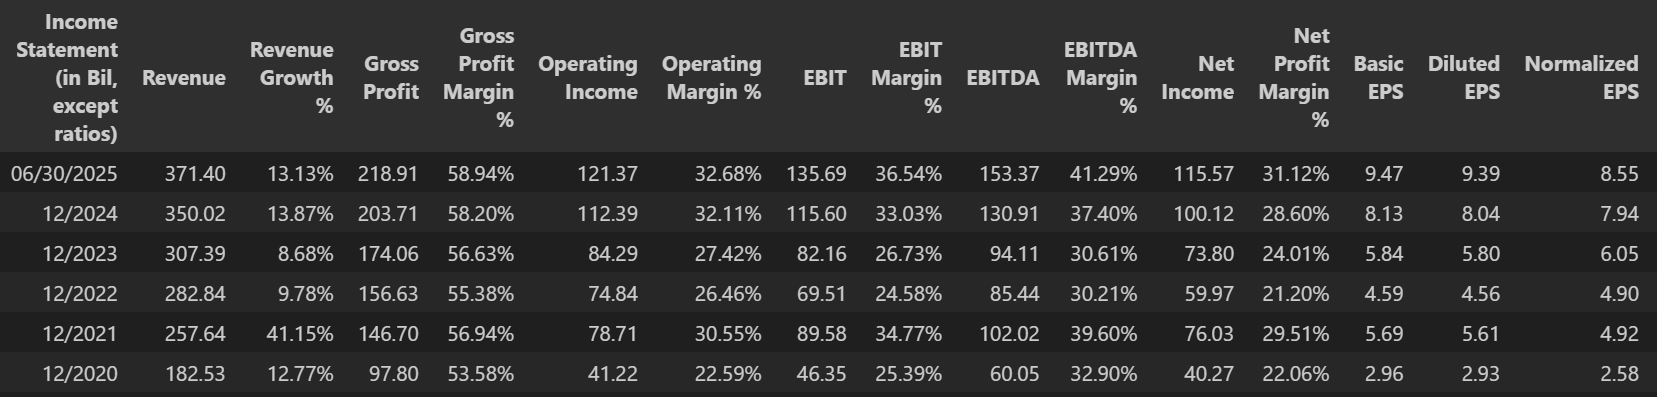 Income Statement (in Bil, except ratios) Revenue Revenue Growth % Gross Profit Gross Profit Margin % Operating Income Operating Margin % EBIT EBIT Margin % EBITDA EBITDA Margin % Net Income Net Profit Margin % Basic EPS Diluted EPS Normalized EPS
06/30/2025 371.40 13.13% 218.91 58.94% 121.37 32.68% 135.69 36.54% 153.37 41.29% 115.57 31.12% 9.47 9.39 8.55
12/2024 350.02 13.87% 203.71 58.20% 112.39 32.11% 115.60 33.03% 130.91 37.40% 100.12 28.60% 8.13 8.04 7.94
12/2023 307.39 8.68% 174.06 56.63% 84.29 27.42% 82.16 26.73% 94.11 30.61% 73.80 24.01% 5.84 5.80 6.05
12/2022 282.84 9.78% 156.63 55.38% 74.84 26.46% 69.51 24.58% 85.44 30.21% 59.97 21.20% 4.59 4.56 4.90
12/2021 257.64 41.15% 146.70 56.94% 78.71 30.55% 89.58 34.77% 102.02 39.60% 76.03 29.51% 5.69 5.61 4.92
12/2020 182.53 12.77% 97.80 53.58% 41.22 22.59% 46.35 25.39% 60.05 32.90% 40.27 22.06% 2.96 2.93 2.58